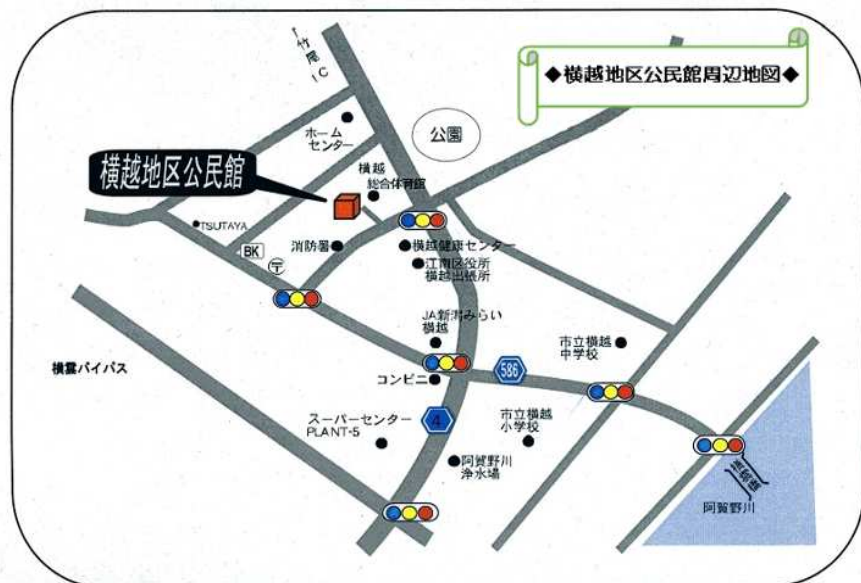 ◆横越地区公民館周辺地図◆
↑竹尾IC
公園
ホーム
センター
横越地区公民館
横越
総合体育館
TSUTAYA
BK
〒
消防署
横越健康センター
江南区役所
横越出張所
JA新潟みらい
横越
市立横越
中学校
横雲バイパス
コンビニ
586
スーパーセンター
PLANT-5
4
市立横越
小学校
阿賀野川
浄水場
阿賀野川